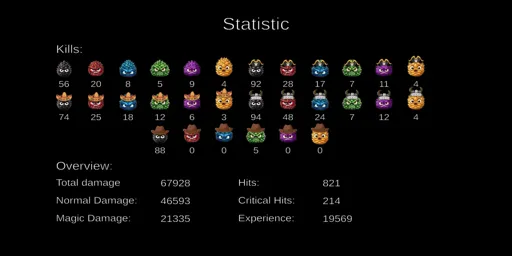 Statistic
Kills:
56 20 8 5 9 4 92 28 17 7 11 4
74 25 18 12 6 3 94 48 24 7 12 4
88 0 0 5 0 0
Overview:
Total damage 67928 Hits: 821
Normal Damage: 46593 Critical Hits: 214
Magic Damage: 21335 Experience: 19569